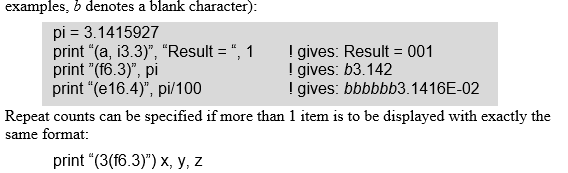 examples, b denotes a blank character):
pi = 3.1415927
print “(a, i3.3)”, “Result = “, 1 ! gives: Result = 001
print ”(f6.3)”, pi ! gives: b3.142
print “(e16.4)”, pi/100 ! gives: bbbbbb3.1416E-02
Repeat counts can be specified if more than 1 item is to be displayed with exactly the
same format:
print “(3(f6.3)”) x, y, z